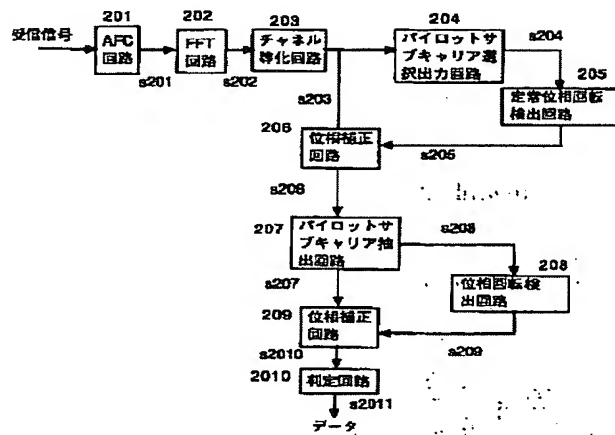 201
202
203
204
受信信号
AFC
回路
FFT
回路
チャネル
等化回路
パイロットサ
ブキャリア選
択出力回路
s204
205
s201
s202
s203
定常位相回転
検出回路
206
位相補正
回路
s205
s206
207
パイロットサ
ブキャリア抽
出回路
s208
s207
208
位相回転検
出回路
209
位相補正
回路
s209
s2010
2010
判定回路
s2011
データ